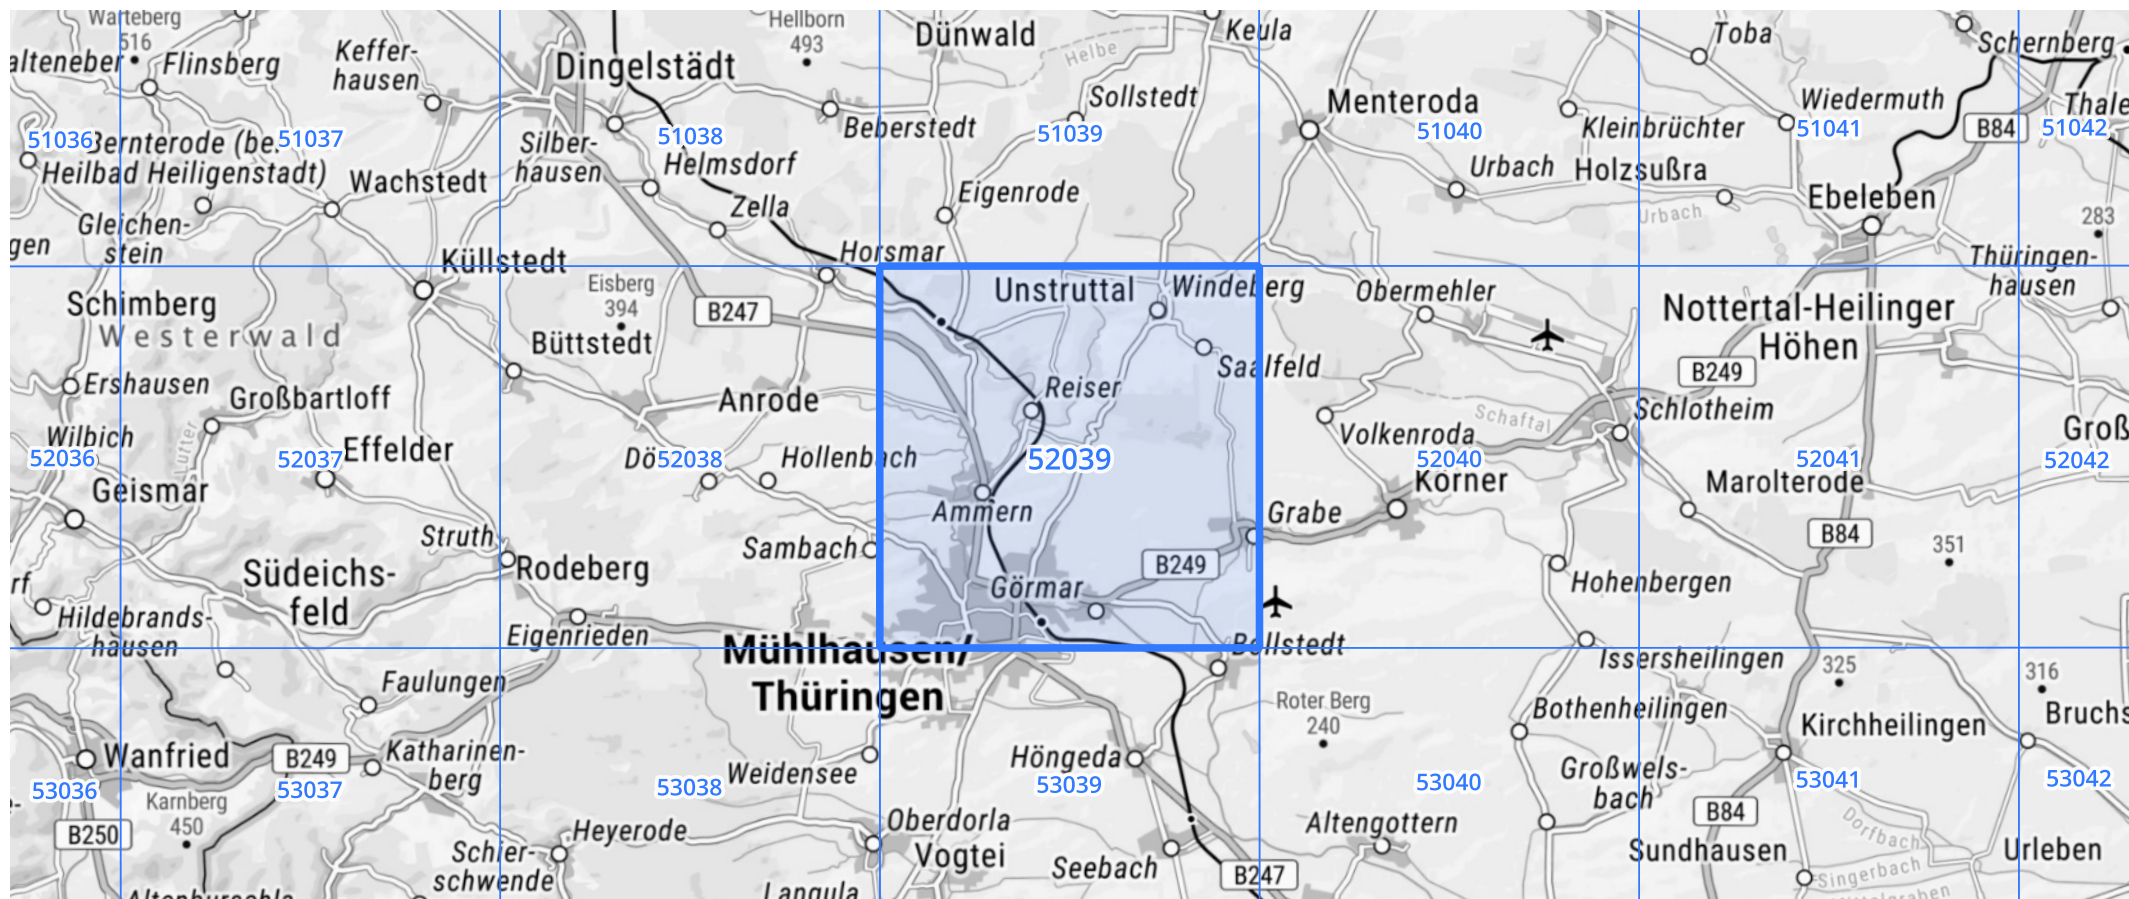 Warteberg
516
Hellborn
493
Dünwald
Keula
Toba
Schernberg
alteneber
Flinsberg
Keffer-
hausen
Dingelstädt
Helbe
Sollstedt
Menteroda
Wiedermuth
Thale
Beberstedt
Kleinbrüchter
B84
51036
Bernterode (be.
51037
Silber-
hausen
51038
51039
51040
51041
51042
Heilbad Heiligenstadt)
Wachstedt
Helmsdorf
Eigenrode
Urbach
Holzsußra
Ebeleben
Zella
Urbach
283
Gleichen-
stein
gen
Küllstedt
Horsmar
Thüringen-
hausen
Schimberg
Westerwald
Eisberg
394
B247
Unstruttal
Windeberg
Obermehler
Nottertal-Heilinger
Höhen
Büttstedt
Saalfeld
B249
Ershausen
Großbartloff
Anrode
Reiser
Schaftal
Schlotheim
Wilbich
Lutter
Effelder
Hollenbach
Volkenroda
Groß
52036
52037
Dö
52038
52039
52040
52041
52042
Geismar
Ammern
Körner
Marolterode
Struth
Sambach
Grabe
B84
Südeichs-
feld
Rodeberg
B249
351
rf
Hildebrands-
hausen
Görmar
Hohenbergen
Eigenrieden
Mühlhausen/
Thüringen
Bollstedt
Issersheilingen
325
316
Faulungen
Roter Berg
240
Bothenheilingen
Kirchheilingen
Bruchs
Wanfried
B249
Katharinen-
berg
Weidensee
Höngeda
Großwels-
bach
53036
53037
53038
53039
53040
53041
53042
Karnberg
450
B250
B84
Heyerode
Oberdorla
Altengottern
Dorfbach
Schier-
schwende
Vogtei
Seebach
B247
Sundhausen
Urleben
Singerbach
Langula